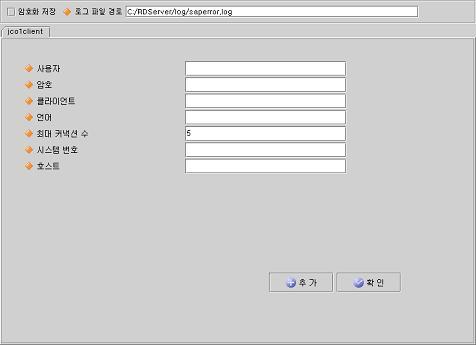 암호화 저장 로그 파일 경로 C:/RDServer/log/saperror.log
jco1client
사용자
암호
클라이언트
언어
최대 커넥션 수 5
시스템 번호
호스트
추 가 확 인